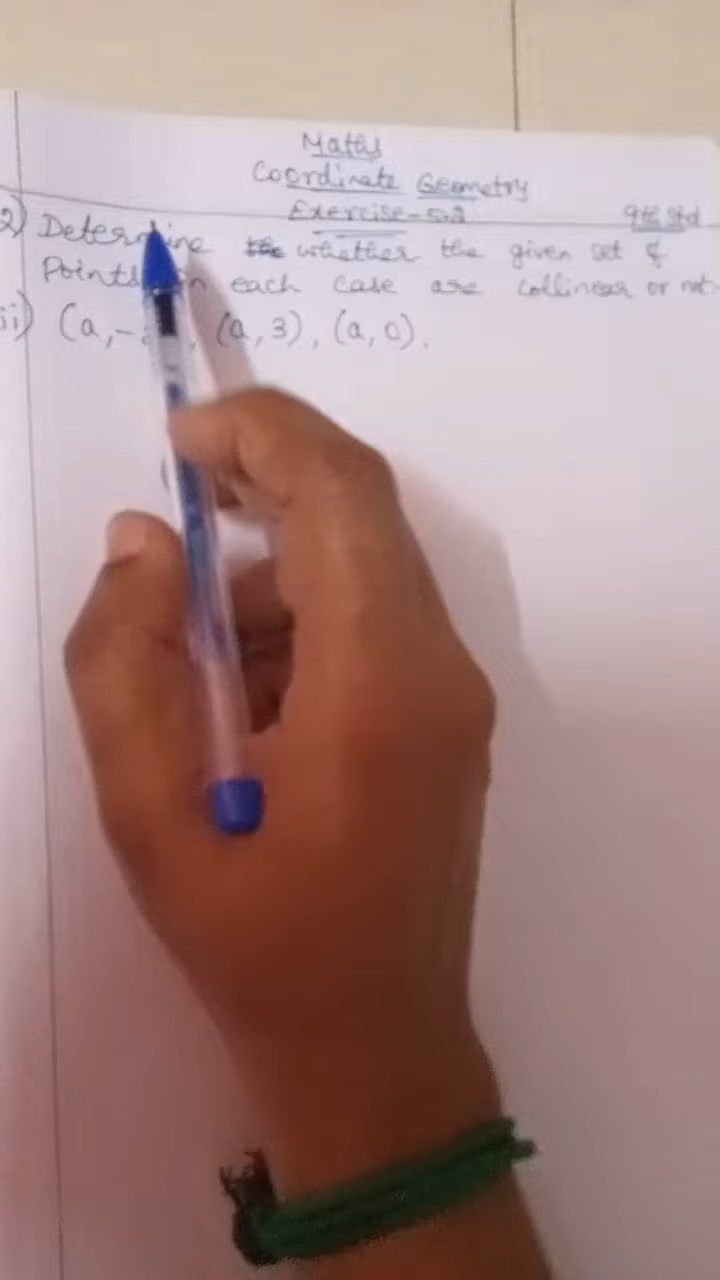 Maths
Coordinate Geometry
Exercise-5.2
9th Std
2) Determine the whether the given set of
Points in each case are collinear or not.
ii) (a,- , (a,3), (a,0).